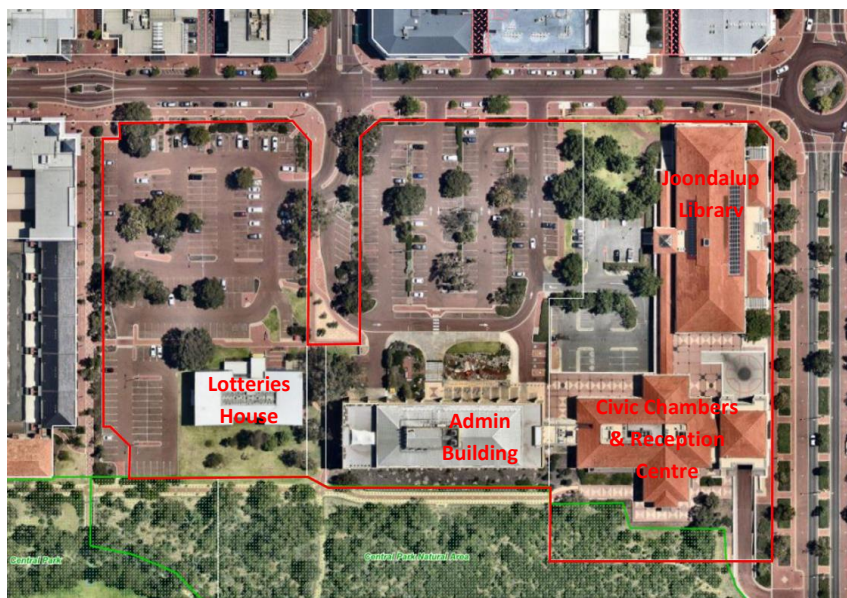 Joondalup
Library
Lotteries
House
Admin
Building
Civic Chambers
& Reception
Centre
Central Park
Central Park Natural Area